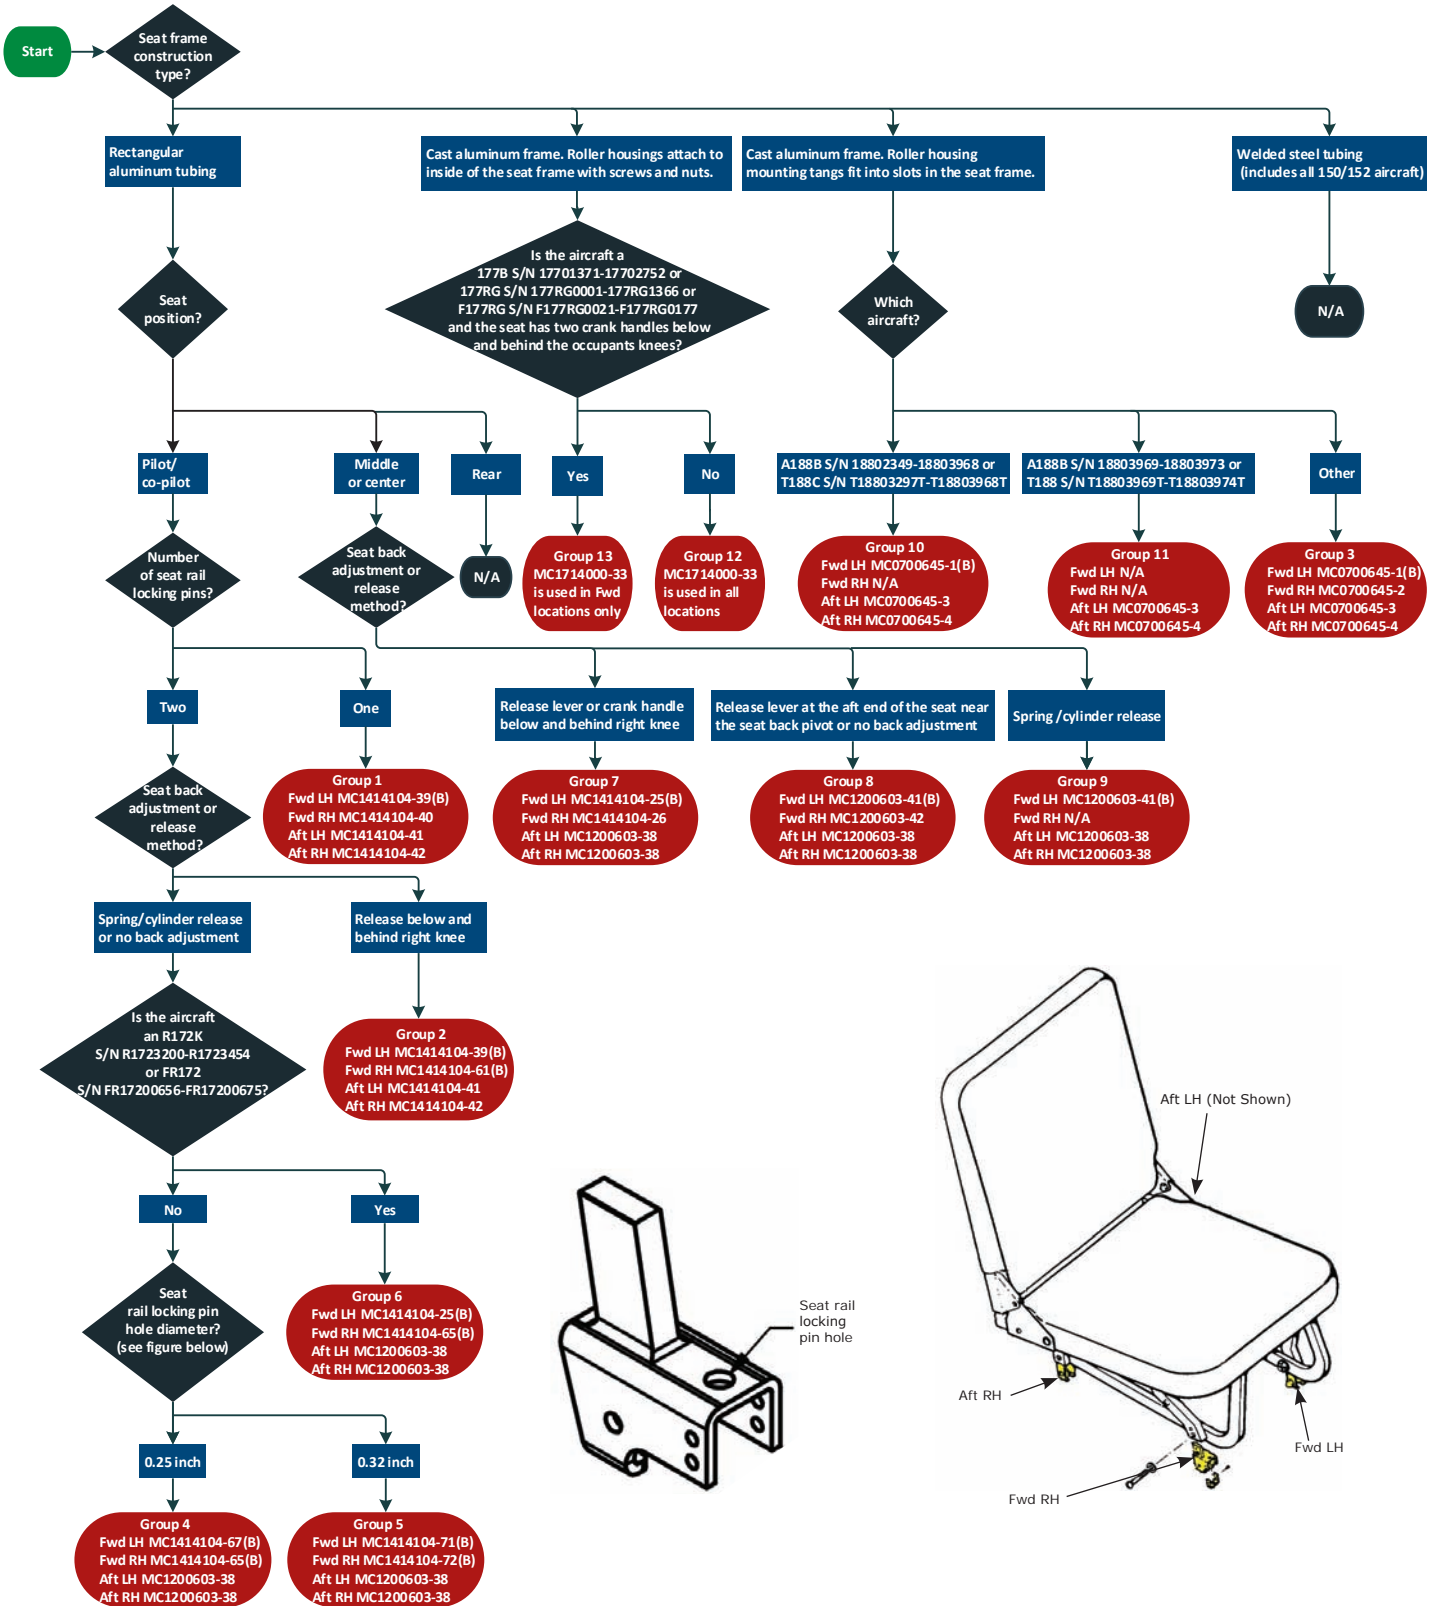 Start
Seat frame
construction
type?
Rectangular
aluminum tubing
Cast aluminum frame. Roller housings attach to
inside of the seat frame with screws and nuts.
Cast aluminum frame. Roller housing
mounting tangs fit into slots in the seat frame.
Welded steel tubing
(includes all 150/152 aircraft)
Seat
position?
Is the aircraft a
177B S/N 17701371-17702752 or
177RG S/N 177RG0001-177RG1366 or
F177RG S/N F177RG0021-F177RG0177
and the seat has two crank handles below
and behind the occupants knees?
Which
aircraft?
N/A
Pilot/
co-pilot
Middle
or center
Rear
Yes
No
A188B S/N 18802349-18803968 or
T188C S/N T18803297T-T18803968T
A188B S/N 18803969-18803973 or
T188 S/N T18803969T-T18803974T
Other
Number
of seat rail
locking pins?
Seat back
adjustment or
release
method?
N/A
Group 13
MC1714000-33
is used in Fwd
locations only
Group 12
MC1714000-33
is used in all
locations
Group 10
Fwd LH MC0700645-1(B)
Fwd RH N/A
Aft LH MC0700645-3
Aft RH MC0700645-4
Group 11
Fwd LH N/A
Fwd RH N/A
Aft LH MC0700645-3
Aft RH MC0700645-4
Group 3
Fwd LH MC0700645-1(B)
Fwd RH MC0700645-2
Aft LH MC0700645-3
Aft RH MC0700645-4
Two
One
Release lever or crank handle
below and behind right knee
Release lever at the aft end of the seat near
the seat back pivot or no back adjustment
Spring /cylinder release
Seat back
adjustment or
release
method?
Group 1
Fwd LH MC1414104-39(B)
Fwd RH MC1414104-40
Aft LH MC1414104-41
Aft RH MC1414104-42
Group 7
Fwd LH MC1414104-25(B)
Fwd RH MC1414104-26
Aft LH MC1200603-38
Aft RH MC1200603-38
Group 8
Fwd LH MC1200603-41(B)
Fwd RH MC1200603-42
Aft LH MC1200603-38
Aft RH MC1200603-38
Group 9
Fwd LH MC1200603-41(B)
Fwd RH N/A
Aft LH MC1200603-38
Aft RH MC1200603-38
Spring/cylinder release
or no back adjustment
Release below and
behind right knee
Is the aircraft
an R172K
S/N R1723200-R1723454
or FR172
S/N FR17200656-FR17200675?
Group 2
Fwd LH MC1414104-39(B)
Fwd RH MC1414104-61(B)
Aft LH MC1414104-41
Aft RH MC1414104-42
Aft LH (Not Shown)
No
Yes
Seat
rail locking pin
hole diameter?
(see figure below)
Group 6
Fwd LH MC1414104-25(B)
Fwd RH MC1414104-65(B)
Aft LH MC1200603-38
Aft RH MC1200603-38
Seat rail
locking
pin hole
Aft RH
Fwd LH
Fwd RH
0.25 inch
0.32 inch
Group 4
Fwd LH MC1414104-67(B)
Fwd RH MC1414104-65(B)
Aft LH MC1200603-38
Aft RH MC1200603-38
Group 5
Fwd LH MC1414104-71(B)
Fwd RH MC1414104-72(B)
Aft LH MC1200603-38
Aft RH MC1200603-38